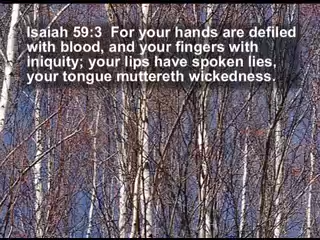 Isaiah 59:3  For your hands are defiled
with blood, and your fingers with
iniquity; your lips have spoken lies,
your tongue muttereth wickedness.